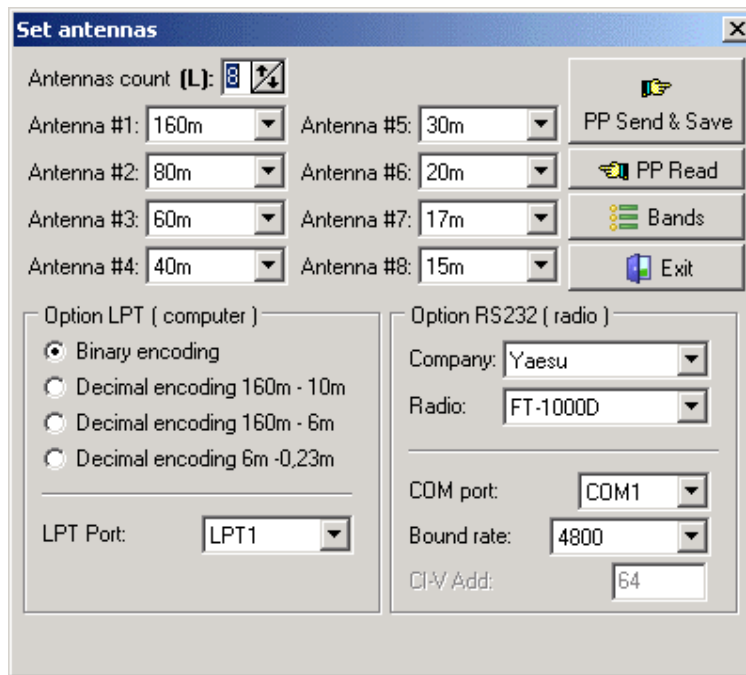 Set antennas
Antennas count (L): 8
PP Send & Save
Antenna #1: 160m Antenna #5: 30m
Antenna #2: 80m Antenna #6: 20m PP Read
Antenna #3: 60m Antenna #7: 17m Bands
Antenna #4: 40m Antenna #8: 15m Exit
Option LPT ( computer ) Option RS232 ( radio )
Binary encoding Company: Yaesu
Decimal encoding 160m - 10m Radio: FT-1000D
Decimal encoding 160m - 6m
Decimal encoding 6m -0,23m
COM port: COM1
LPT Port: LPT1 Bound rate: 4800
CI-V Add: 64